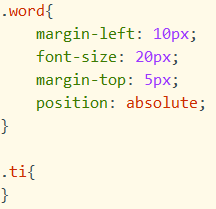 .word{
    margin-left: 10px;
    font-size: 20px;
    margin-top: 5px;
    position: absolute;
}

.ti{
}